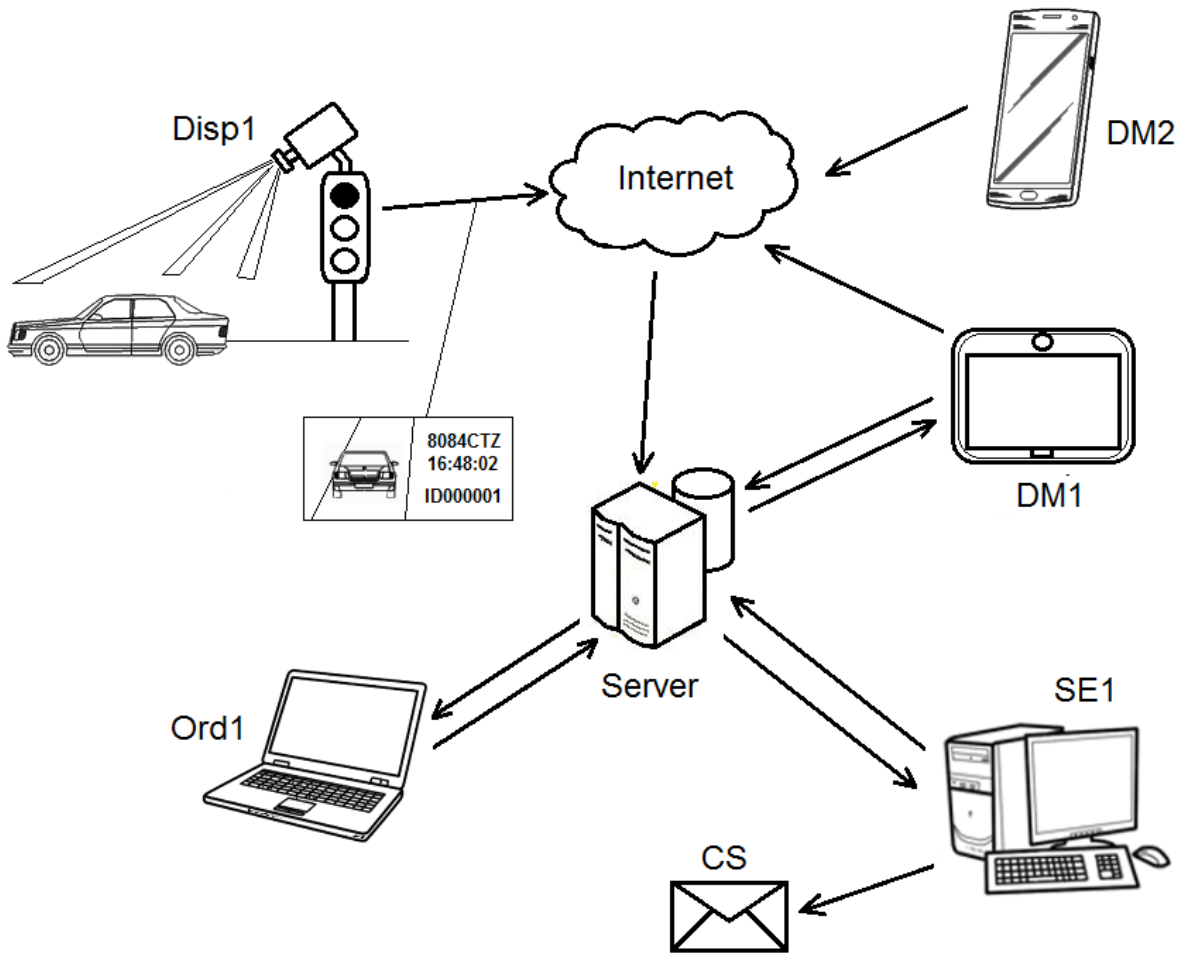 Disp1
Internet
DM2
8084CTZ
16:48:02
ID000001
DM1
Server
Ord1
SE1
CS